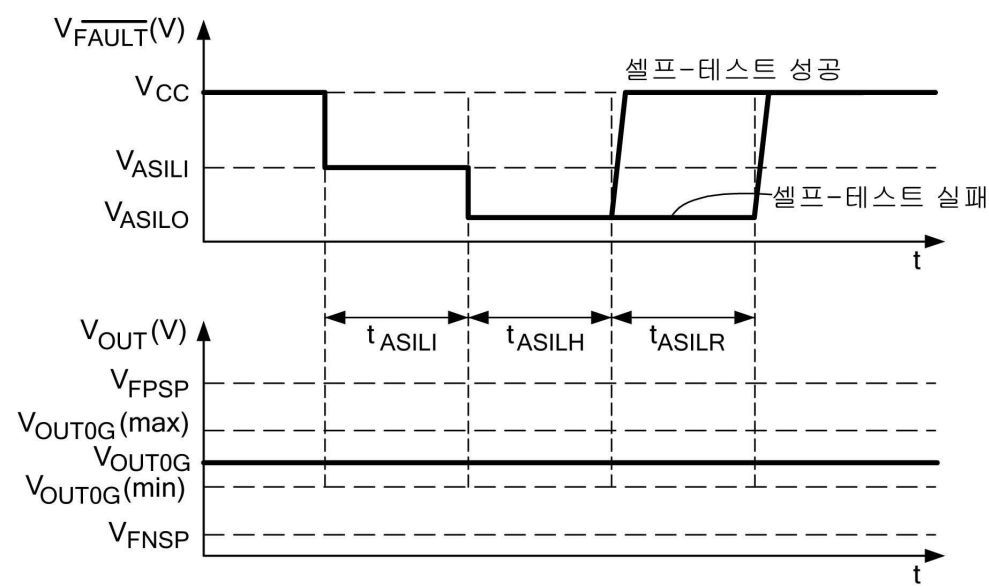 V_FAULT(V)
셀프-테스트 성공
V_CC
V_ASILI
V_ASILO
셀프-테스트 실패
t
V_OUT(V)
t_ASILI
t_ASILH
t_ASILR
V_FPSP
V_OUT0G(max)
V_OUT0G
V_OUT0G(min)
V_FNSP
t